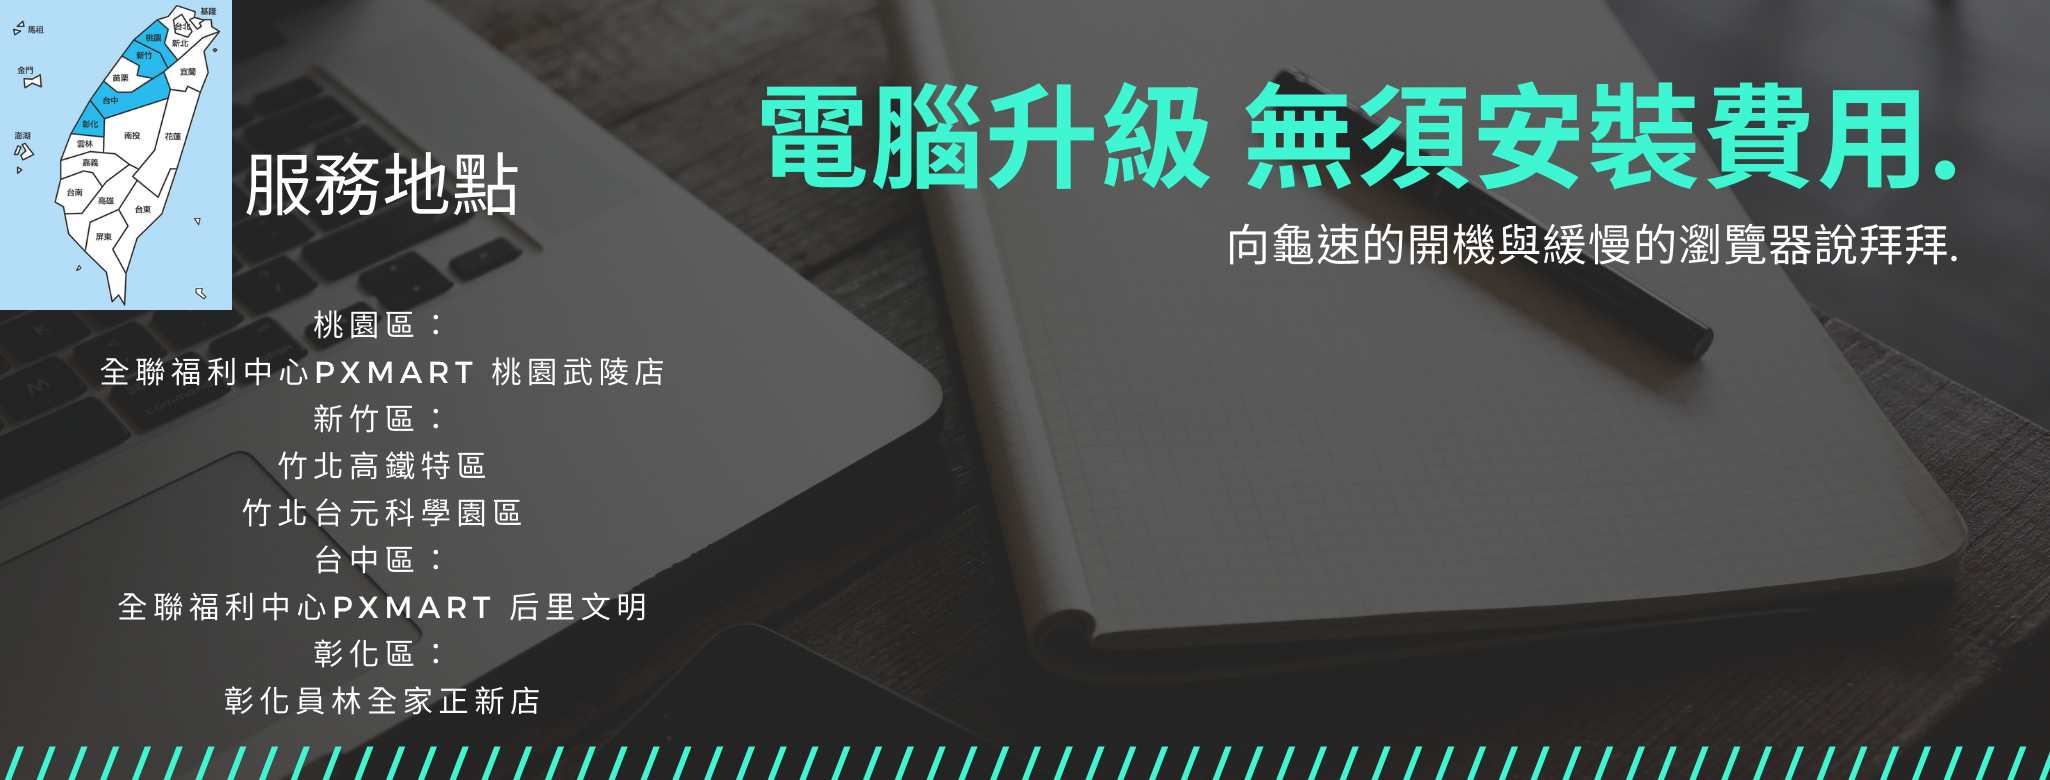 基隆
馬祖
台北
桃園
新北
新竹
金門
宜蘭
苗栗
台中
彰化
澎湖
南投
花蓮
雲林
嘉義
台南
高雄
台東
屏東
電腦升級 無須安裝費用.
服務地點
向龜速的開機與緩慢的瀏覽器說拜拜.
桃園區：
全聯福利中心PXMART 桃園武陵店
新竹區：
竹北高鐵特區
竹北台元科學園區
台中區：
全聯福利中心PXMART 后里文明
彰化區：
彰化員林全家正新店
K
M
command